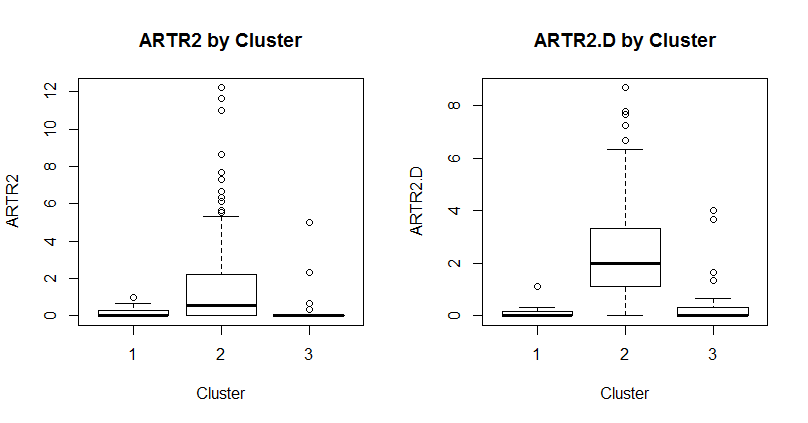 ARTR2 by Cluster
ARTR2
12
10
8
6
4
2
0
1 2 3
Cluster
ARTR2.D by Cluster
ARTR2.D
8
6
4
2
0
1 2 3
Cluster